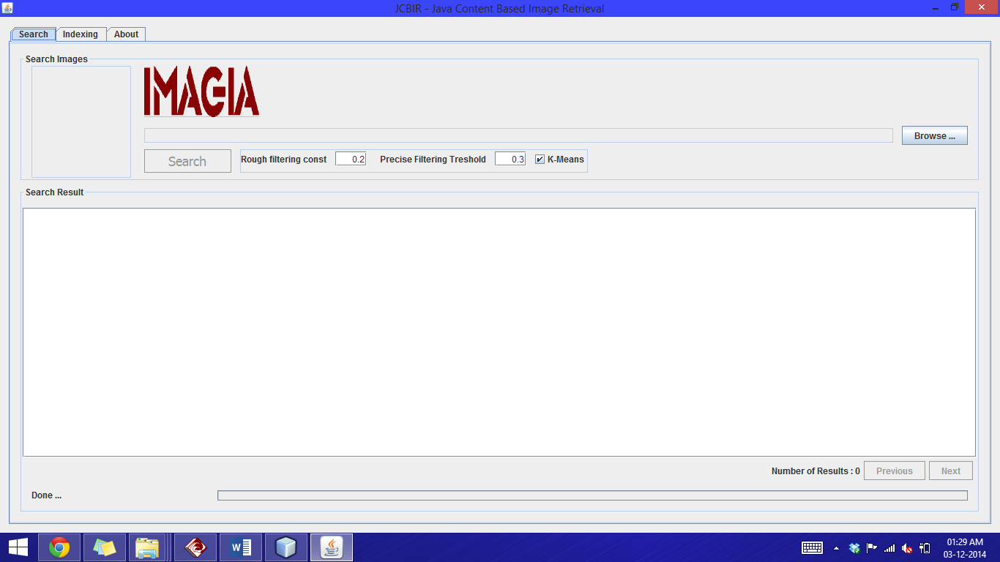 JCBIR - Java Content Based Image Retrieval
Search Indexing About
Search Images
IMAGIA
Browse ...
Search Rough filtering const 0.2 Precise Filtering Treshold 0.3 K-Means
Search Result
Number of Results : 0 Previous Next
Done ...
01:29 AM
03-12-2014